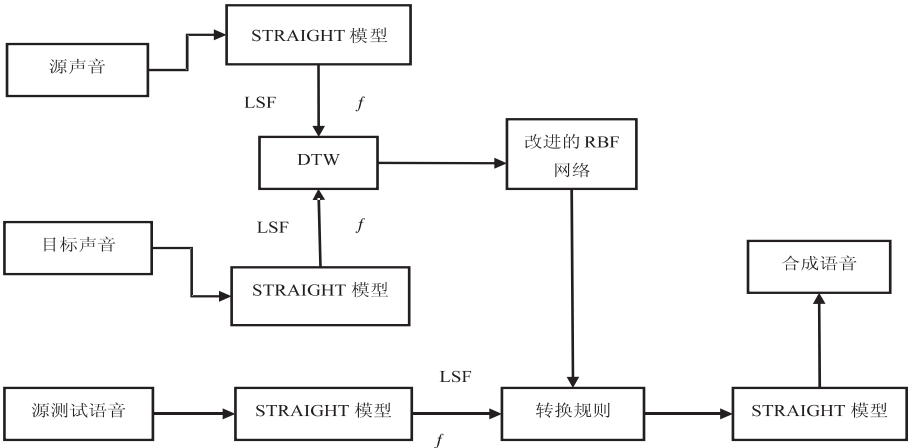 STRAIGHT 模型
源声音
LSF f
DTW
改进的 RBF
网络
LSF f
目标声音
STRAIGHT 模型
合成语音
LSF
源测试语音
STRAIGHT 模型
转换规则
STRAIGHT 模型
f